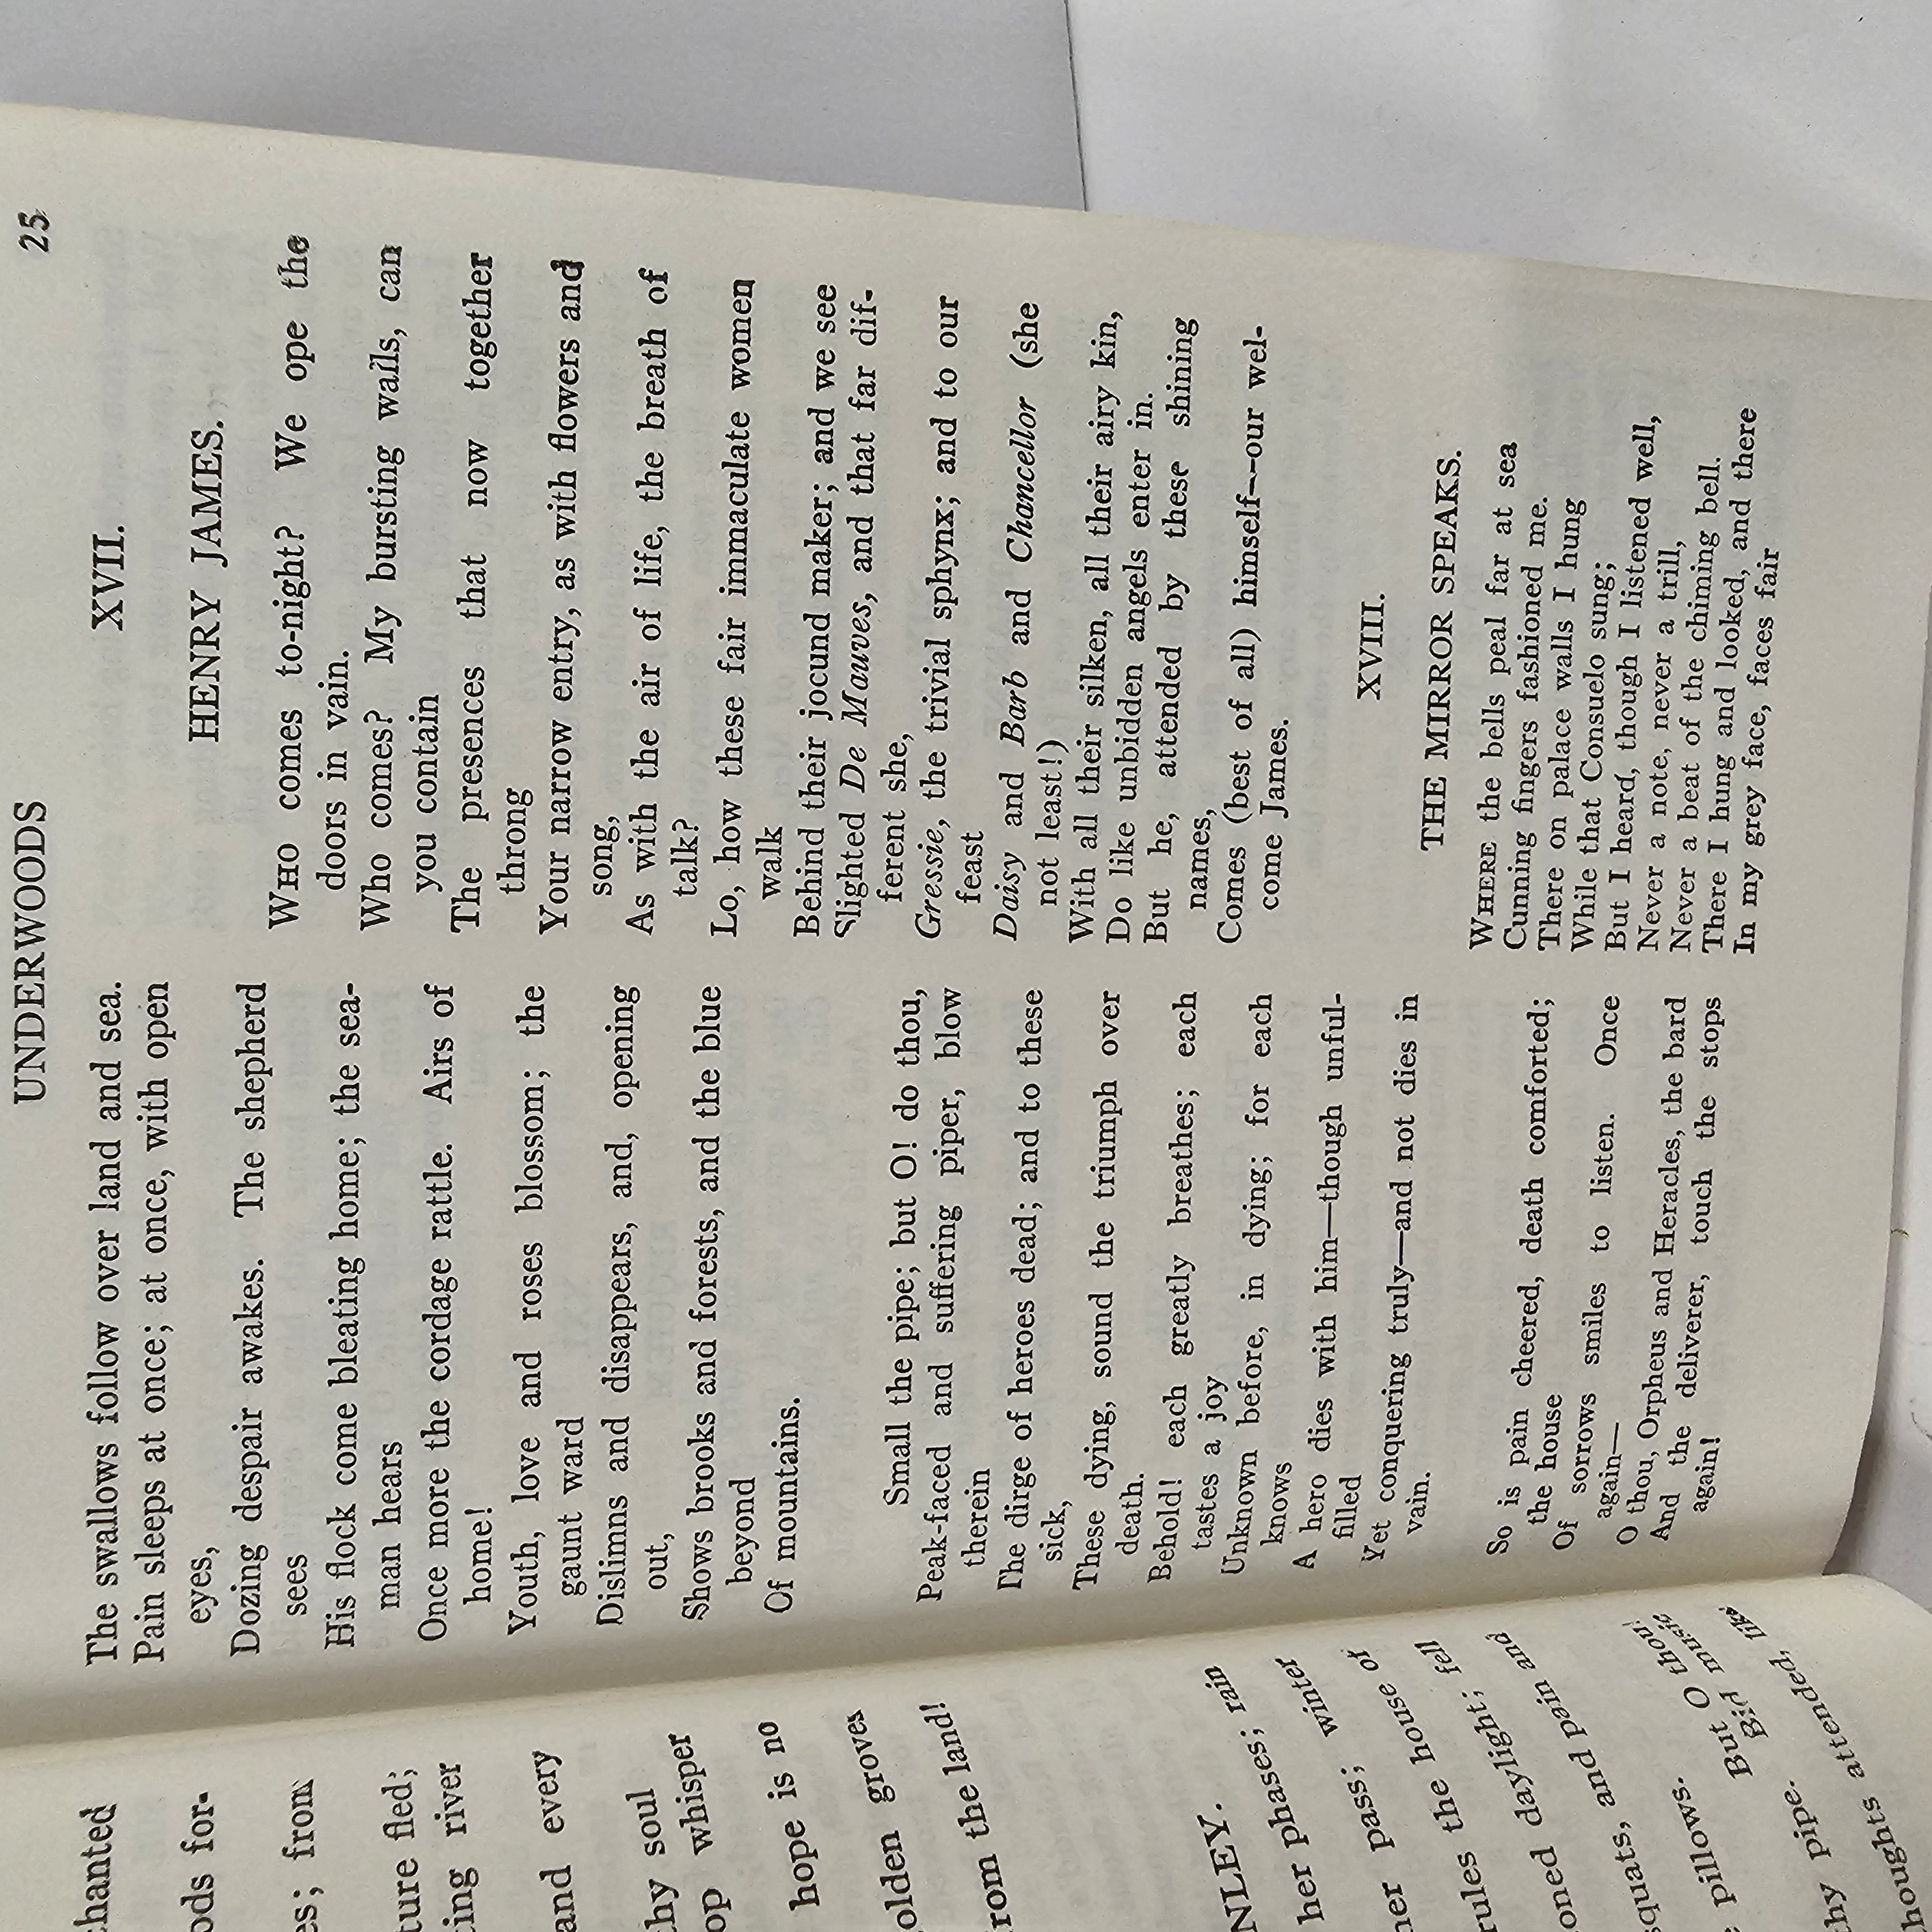 hanted
ods for-
es; from
ture fled;
ting river
and every
thy soul
op whisper
hope is no
olden groves
from the land!
NLEY.
her phases; rain
her pass; winter
rules the house of
oned daylight; fell
squats, and pain and
pillows.
But O thou!
Bid music
thy pipe.
thoughts attended, like
UNDERWOODS
25
The swallows follow over land and sea.
Pain sleeps at once; at once, with open
eyes,
Dozing despair awakes. The shepherd
sees
His flock come bleating home; the sea-
man hears
Once more the cordage rattle. Airs of
home!
Youth, love and roses blossom; the
gaunt ward
Dislimns and disappears, and, opening
out,
Shows brooks and forests, and the blue
beyond
Of mountains.
Small the pipe; but O! do thou,
Peak-faced and suffering piper, blow
therein
The dirge of heroes dead; and to these
sick,
These dying, sound the triumph over
death.
Behold! each greatly breathes; each
tastes a joy
Unknown before, in dying; for each
knows
A hero dies with him—though unful-
filled
Yet conquering truly—and not dies in
vain.
So is pain cheered, death comforted;
the house
Of sorrows smiles to listen. Once
again—
O thou, Orpheus and Heracles, the bard
And the deliverer, touch the stops
again!
XVII.
HENRY JAMES.
WHO comes to-night? We ope the
doors in vain.
Who comes? My bursting walls, can
you contain
The presences that now together
throng
Your narrow entry, as with flowers and
song,
As with the air of life, the breath of
talk?
Lo, how these fair immaculate women
walk
Behind their jocund maker; and we see
Slighted De Mauves, and that far dif-
ferent she,
Gressie, the trivial sphynx; and to our
feast
Daisy and Barb and Chancellor (she
not least!)
With all their silken, all their airy kin,
Do like unbidden angels enter in.
But he, attended by these shining
names,
Comes (best of all) himself—our wel-
come James.
XVIII.
THE MIRROR SPEAKS.
WHERE the bells peal far at sea
Cunning fingers fashioned me.
There on palace walls I hung
While that Consuelo sung;
But I heard, though I listened well,
Never a note, never a trill,
Never a beat of the chiming bell.
There I hung and looked, and there
In my grey face, faces fair